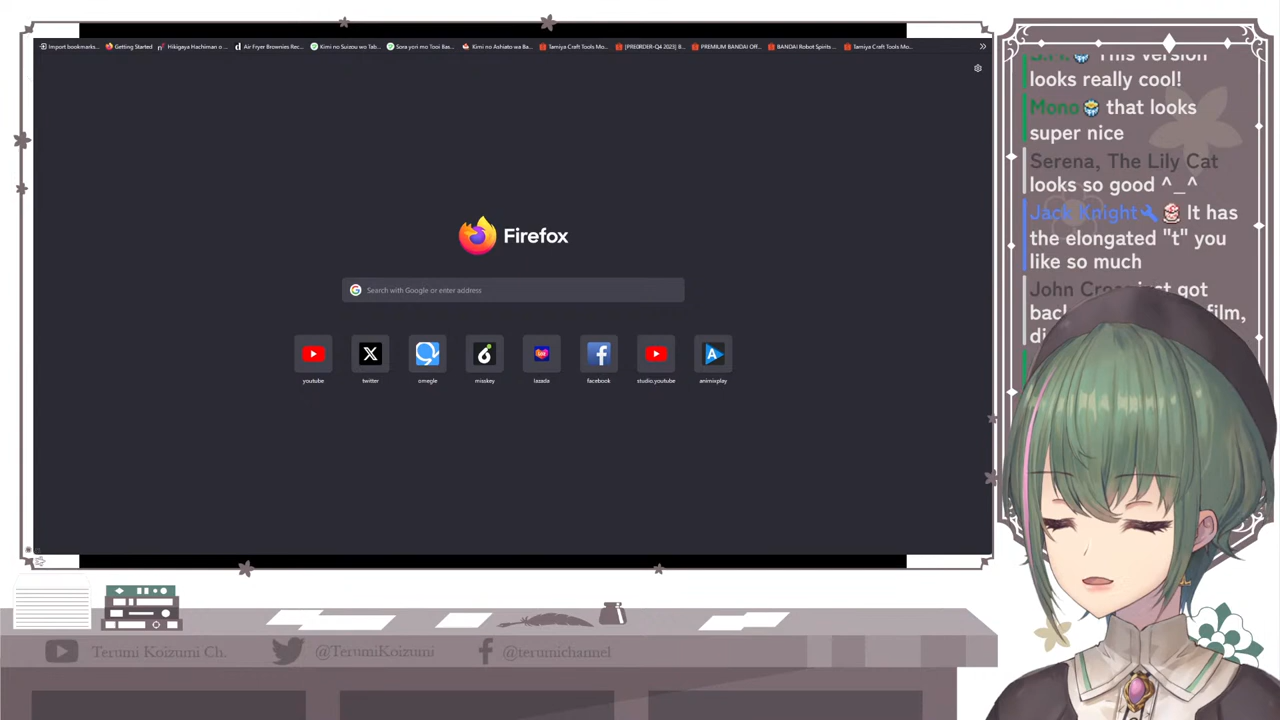 Import bookmarks...
Getting Started
Hikigaya Hachiman o ...
Air Fryer Brownies Rec...
Kimi no Suizou wo Tab...
Sora yori mo Tooi Bas...
Kimi no Ashiato wa Ba...
Tamiya Craft Tools Mo...
[PREORDER-Q4 2023] B...
PREMIUM BANDAI Off...
BANDAI Robot Spirits ...
Tamiya Craft Tools Mo...
Firefox
Search with Google or enter address
youtube
twitter
omegle
misskey
lazada
facebook
studio.youtube
animixplay
This version
looks really cool!
Mono that looks
super nice
Serena, The Lily Cat
looks so good ^_^
Jack Knight It has
the elongated "t" you
like so much
John Cross just got
film,
Terumi Koizumi Ch.
@TerumiKoizumi
@terumichannel